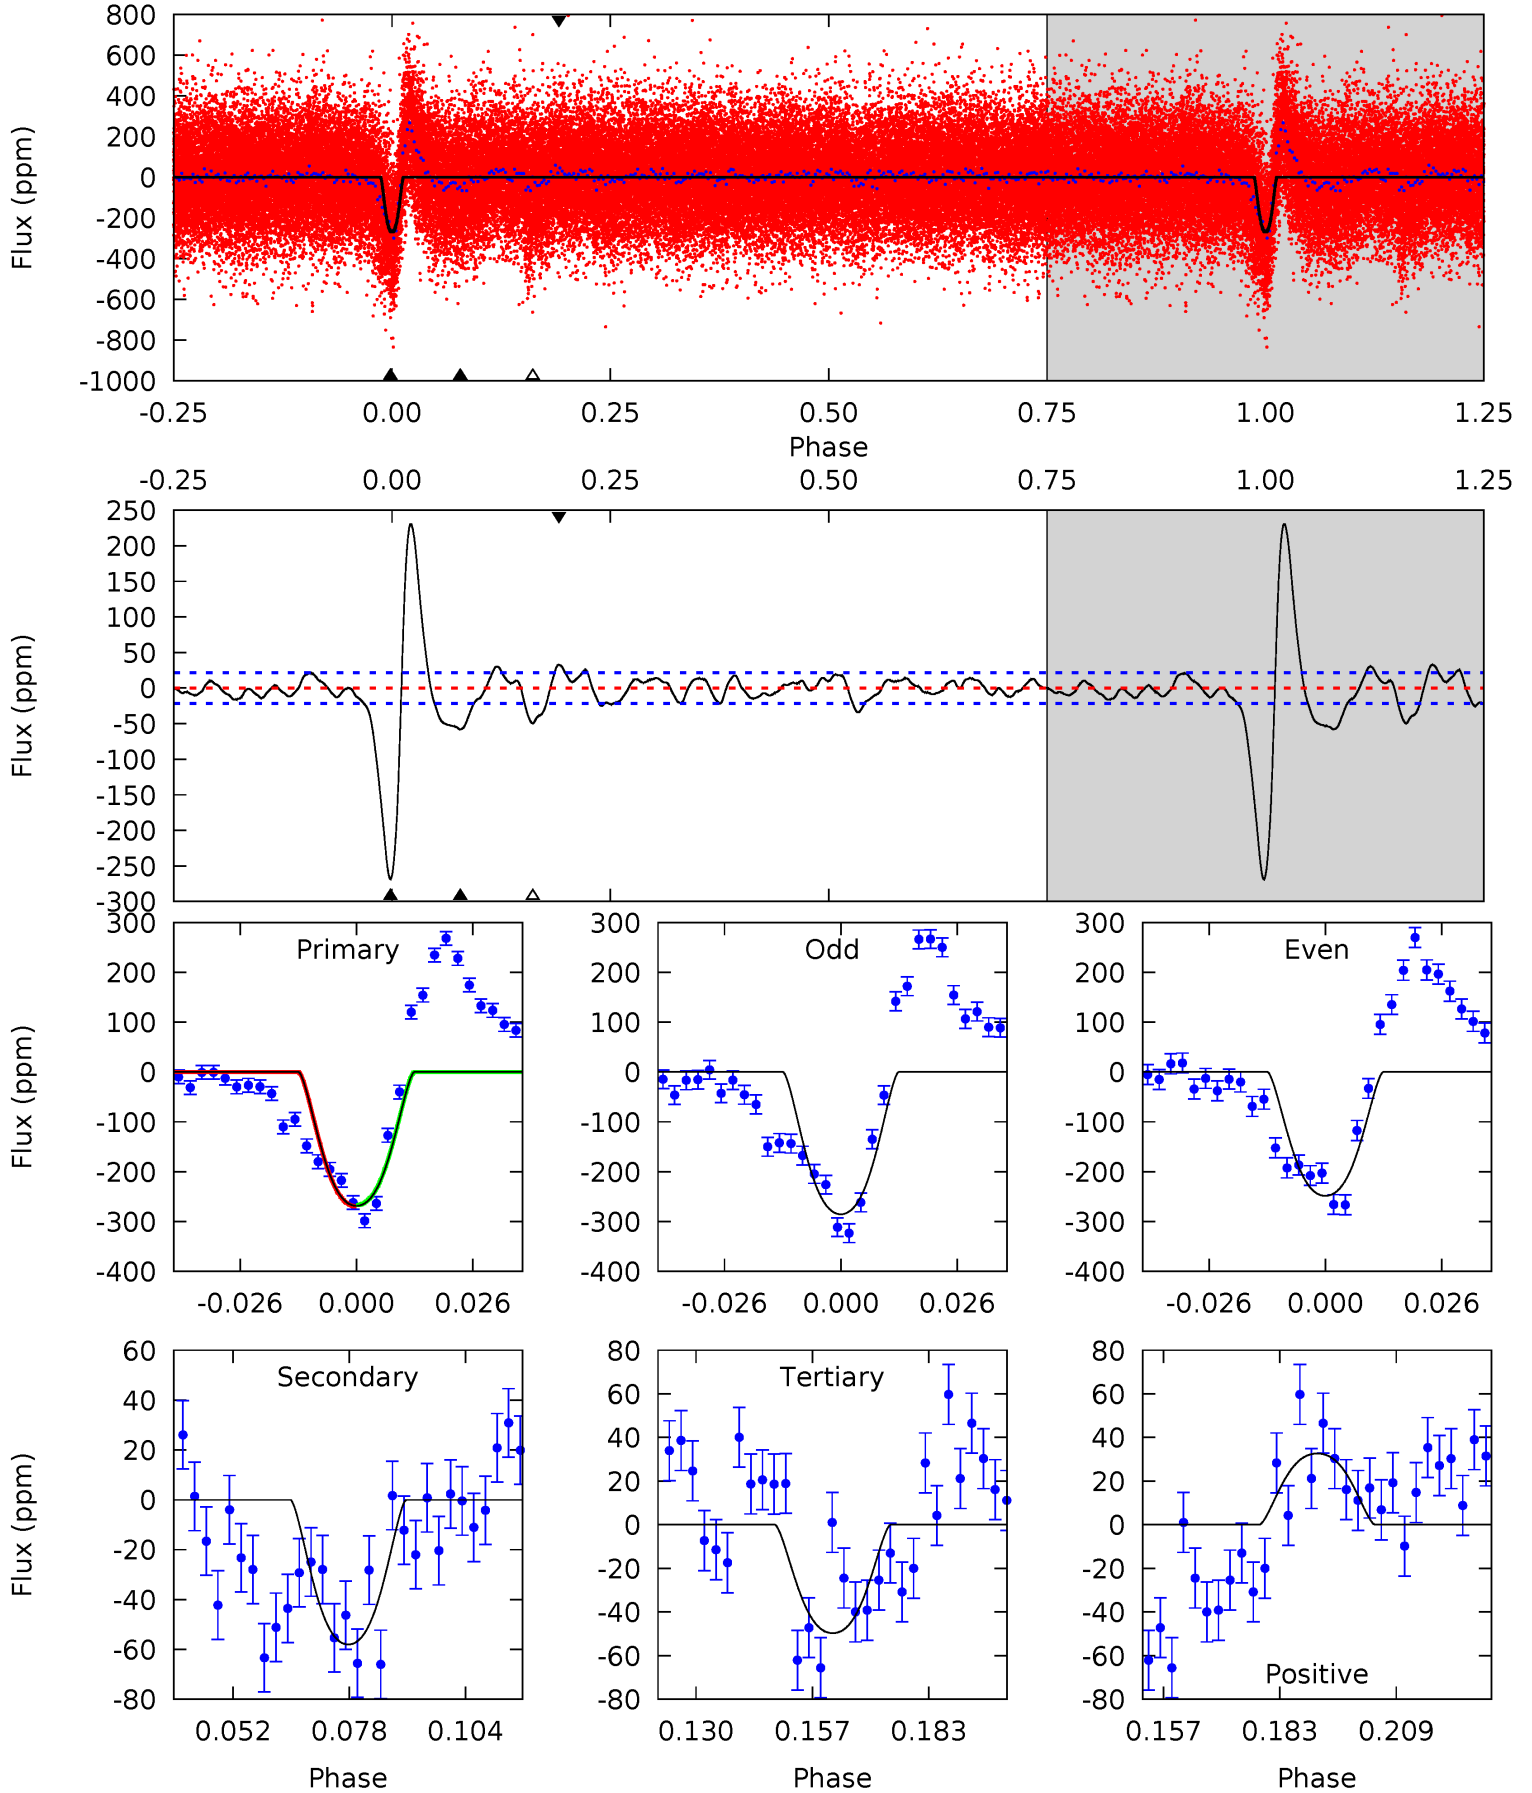 800
600
400
200
0
-200
-400
-600
-800
-1000
Flux (ppm)
-0.25 0.00 0.25 0.50 0.75 1.00 1.25
Phase
-0.25 0.00 0.25 0.50 0.75 1.00 1.25
250
200
150
100
50
0
-50
-100
-150
-200
-250
-300
Flux (ppm)
Primary Odd Even
300 300 300
200 200 200
100 100 100
0 0 0
-100 -100 -100
-200 -200 -200
-300 -300 -300
-400 -400 -400
Flux (ppm)
-0.026 0.000 0.026 -0.026 0.000 0.026 -0.026 0.000 0.026
Secondary Tertiary
60 80 80
40 60 60
20 40 40
0 20 20
-20 0 0
-40 -20 -20
-60 -40 -40
-80 -60 -60
-80 -80
Positive
Flux (ppm)
0.052 0.078 0.104 0.130 0.157 0.183 0.157 0.183 0.209
Phase Phase Phase